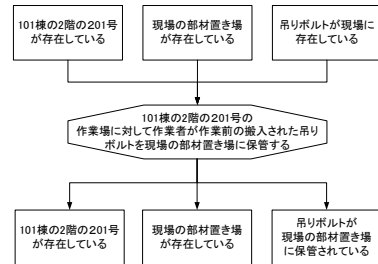 101棟の2階の201号
が存在している
現場の部材置き場
が存在している
吊りボルトが現場に
存在している
101棟の2階の201号の
作業場に対して作業者が作業前の搬入された吊り
ボルトを現場の部材置き場に保管する
101棟の2階の201号
が存在している
現場の部材置き場
が存在している
吊りボルトが
現場の部材置き場
に保管されている